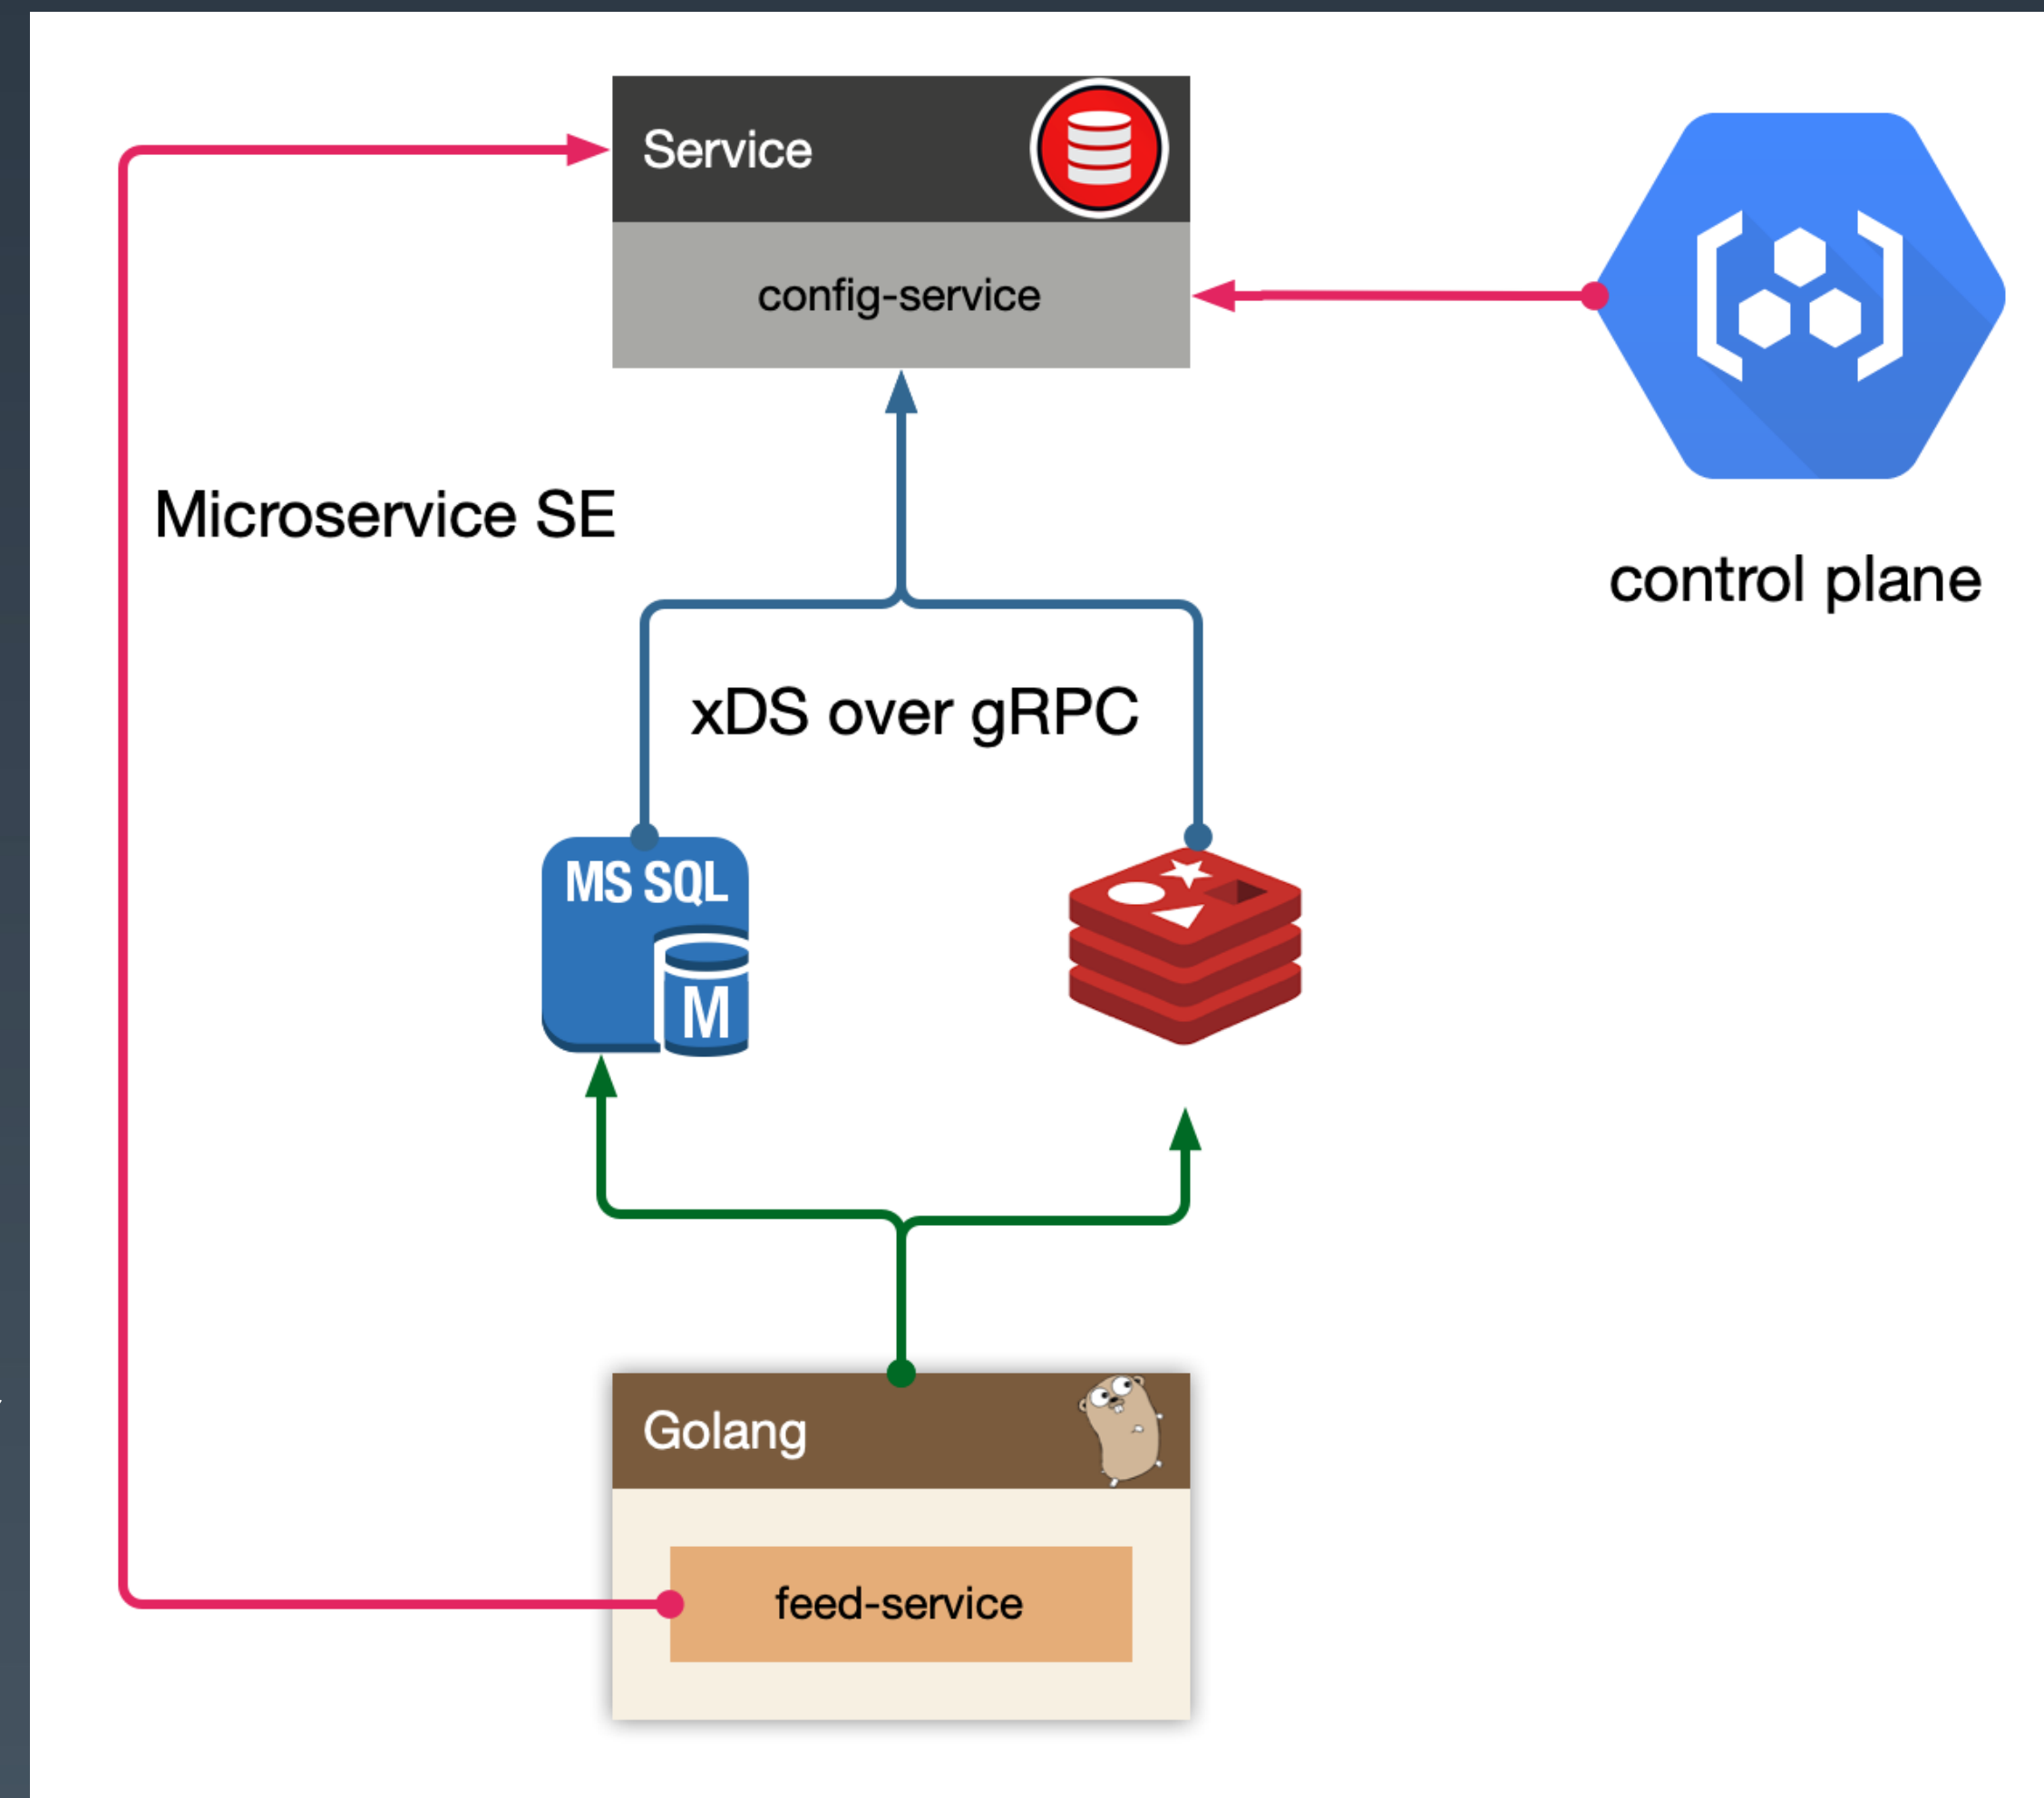 Service
config-service
Microservice SE
control plane
xDS over gRPC
MS SQL
M
Golang
feed-service